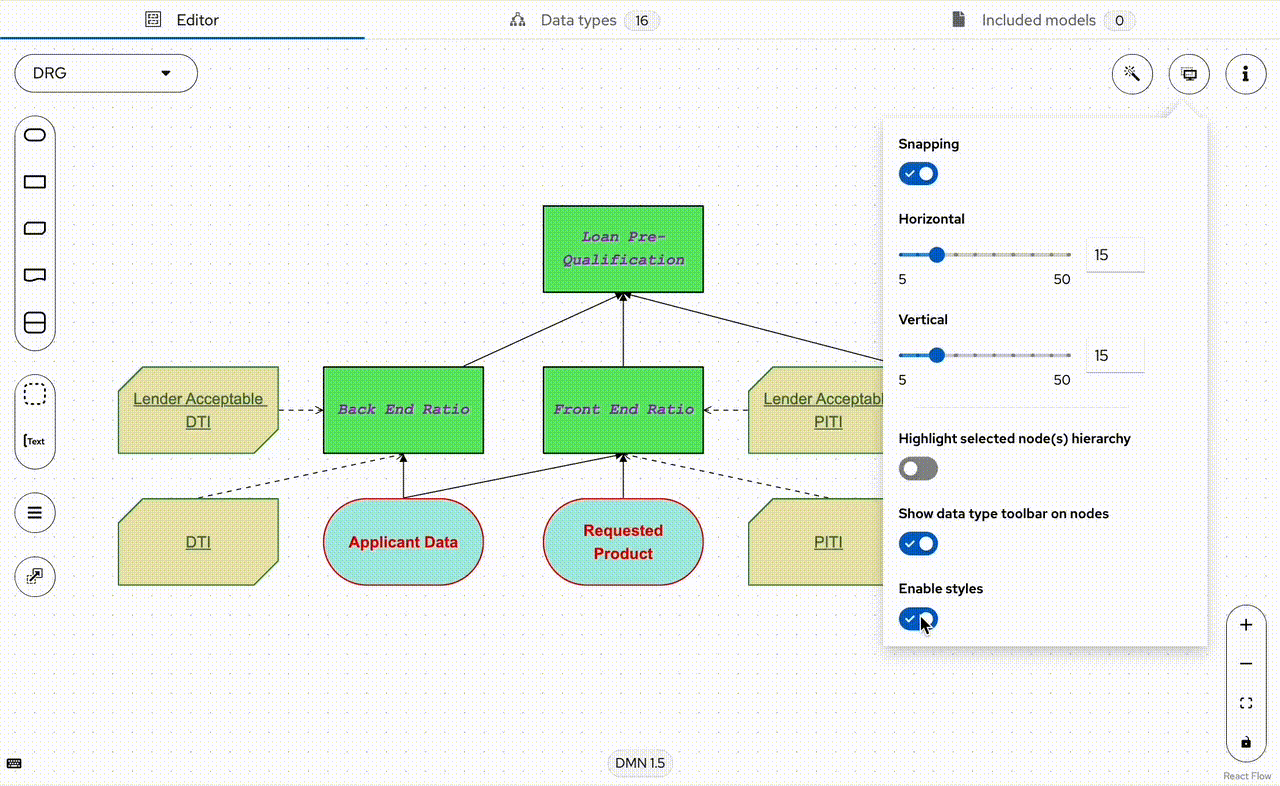 Editor
Data types 16
Included models 0
DRG
Snapping
Horizontal
15
5 50
Vertical
15
5 50
Highlight selected node(s) hierarchy
Show data type toolbar on nodes
Enable styles
Loan Pre-
Qualification
Lender Acceptable
DTI
Back End Ratio
Front End Ratio
Lender Acceptabl
PITI
DTI
Applicant Data
Requested
Product
PITI
Text
DMN 1.5
React Flow